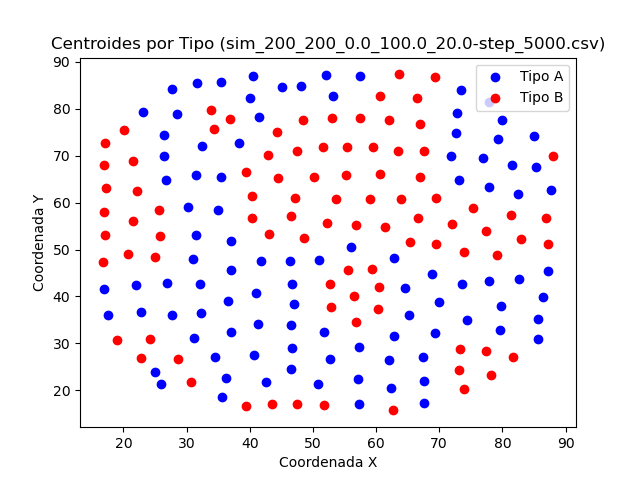 Centroides por Tipo (sim_200_200_0.0_100.0_20.0-step_5000.csv)
Tipo A
Tipo B
90
80
70
60
50
40
30
20
Coordenada Y
20 30 40 50 60 70 80 90
Coordenada X